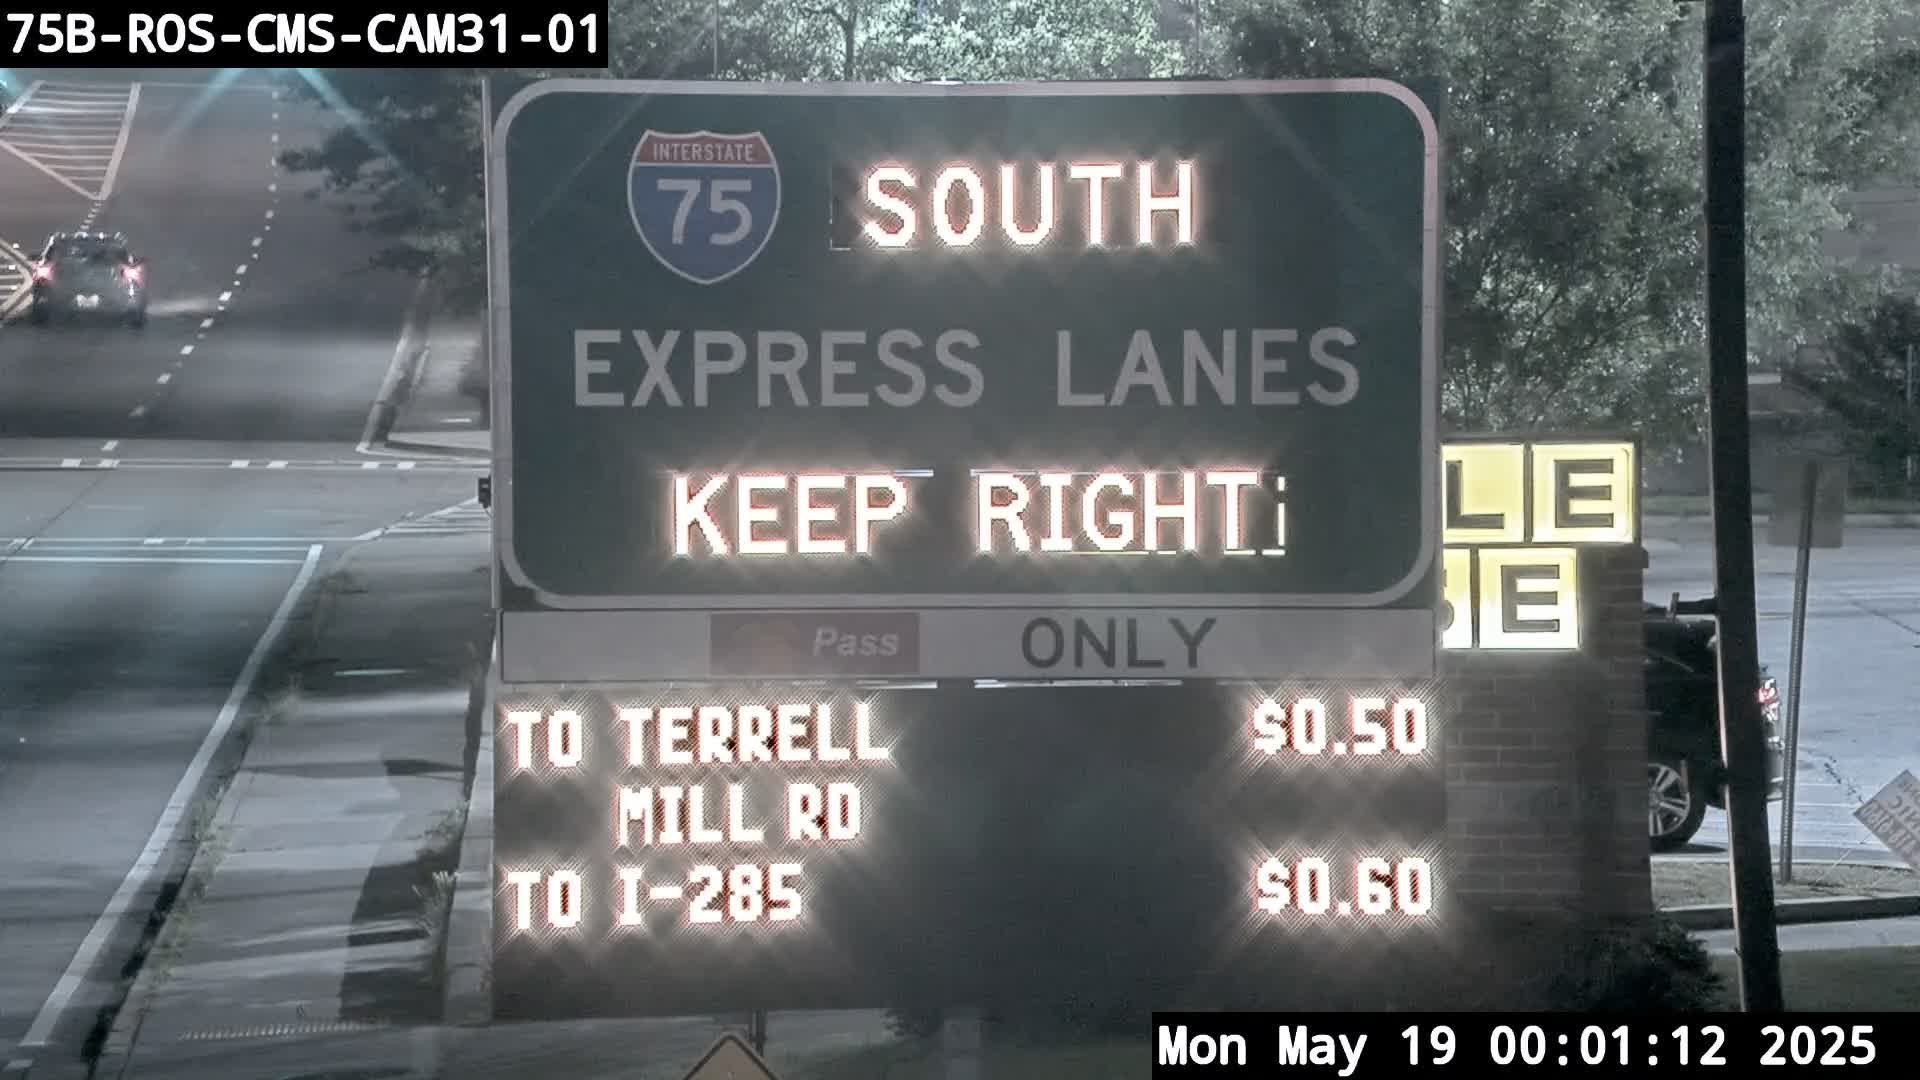 75B-ROS-CMS-CAM31-01
INTERSTATE
75
SOUTH
EXPRESS LANES
KEEP RIGHT
Pass ONLY
TO TERRELL $0.50
MILL RD
TO I-285 $0.60
LE
E
Mon May 19 00:01:12 2025